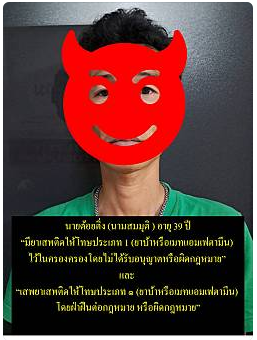 นายต้อยติ่ง (นามสมมุติ ) อายุ 39 ปี
“มียาเสพติดให้โทษประเภท 1 (ยาบ้าหรือเมทแอมเฟตามีน)
ไว้ในครอบครองโดยไม่ได้รับอนุญาตหรือผิดกฎหมาย”
และ
“เสพยาเสพติดให้โทษประเภท ๑ (ยาบ้าหรือเมทแอมเฟตามีน)
โดยฝ่าฝืนต่อกฎหมาย หรือผิดกฎหมาย”